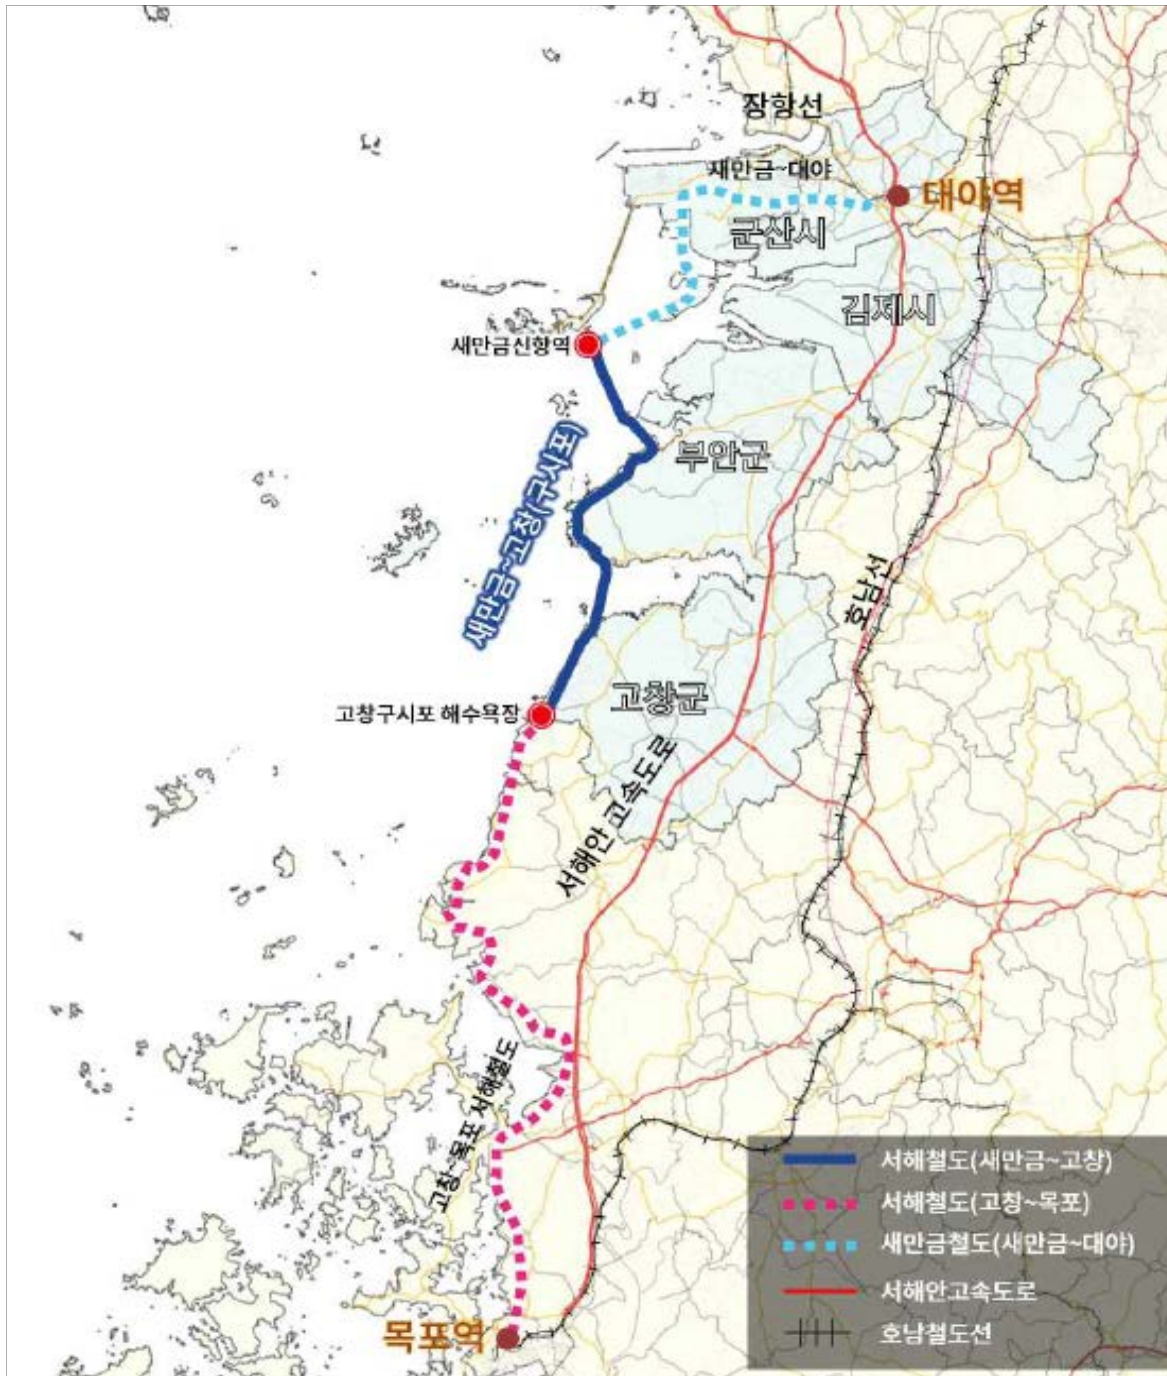 장항선
새만금~대야
대야역
군산시
김제시
새만금신항역
부안군
새만금~고창(구시포)
호남선
고창군
고창구시포 해수욕장
서해안 고속도로
고창~목포 서해철도
목포역
서해철도(새만금~고창)
서해철도(고창~목포)
새만금철도(새만금~대야)
서해안고속도로
호남철도선